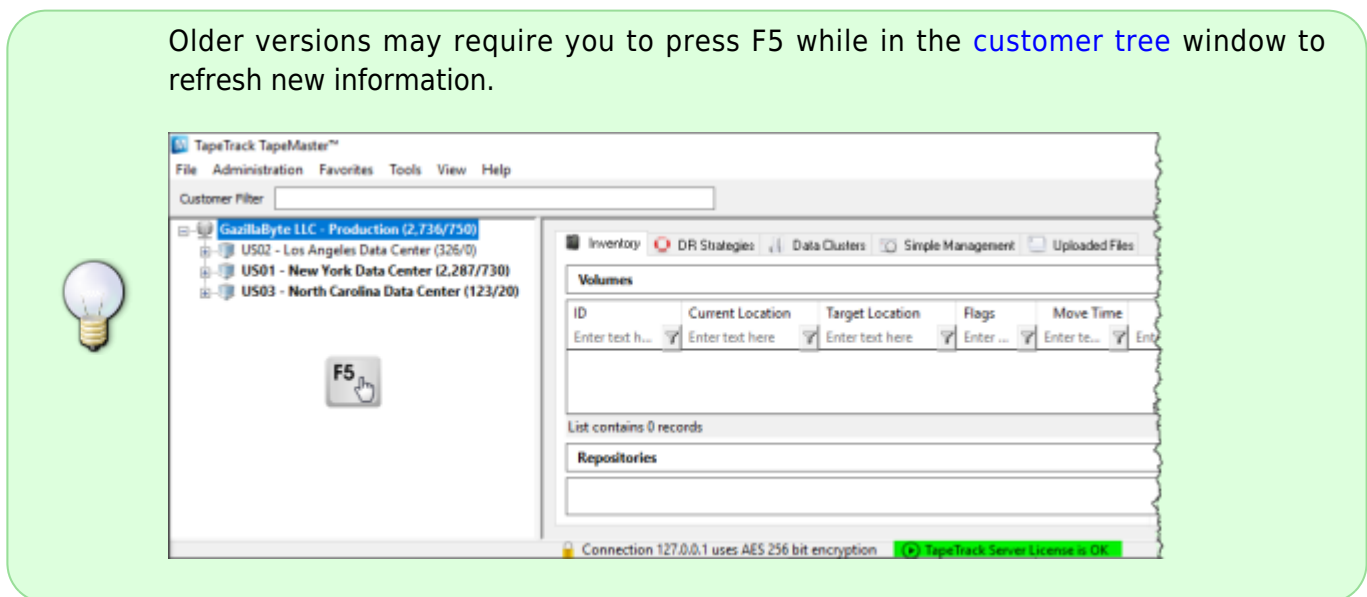 Older versions may require you to press F5 while in the customer tree window to
refresh new information.
TapeTrack TapeMaster™
File Administration Favorites Tools View Help
Customer Filter
GazillaByte LLC - Production (2,736/750)
US02 - Los Angeles Data Center (326/0)
US01 - New York Data Center (2,287/730)
US03 - North Carolina Data Center (123/20)
F5
Inventory DR Strategies Data Clusters Simple Management Uploaded Files
Volumes
ID Current Location Target Location Flags Move Time
Enter text h... Enter text here Enter text here Enter ... Enter te... Ent
List contains 0 records
Repositories
Connection 127.0.0.1 uses AES 256 bit encryption TapeTrack Server License is OK